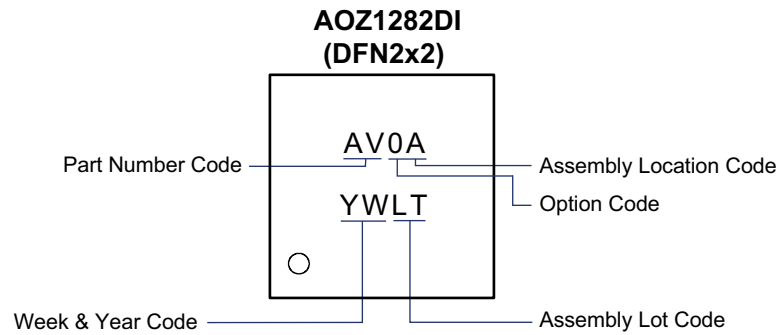 AOZ1282DI
(DFN2x2)
AV0A
Part Number Code
Assembly Location Code
Option Code
YWLT
Week & Year Code
Assembly Lot Code